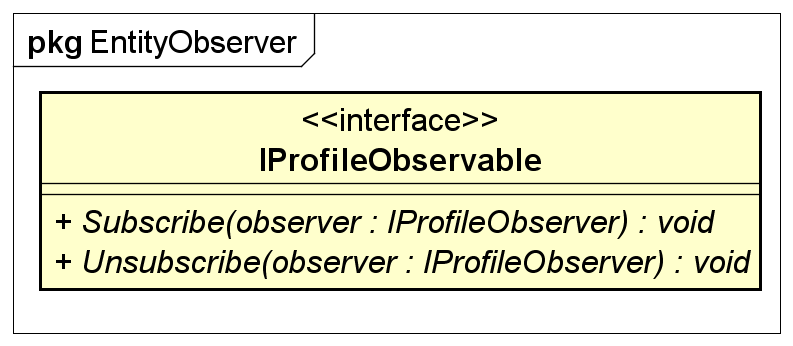 pkg EntityObserver
<<interface>>
IProfileObservable
+ Subscribe(observer : IProfileObserver) : void
+ Unsubscribe(observer : IProfileObserver) : void